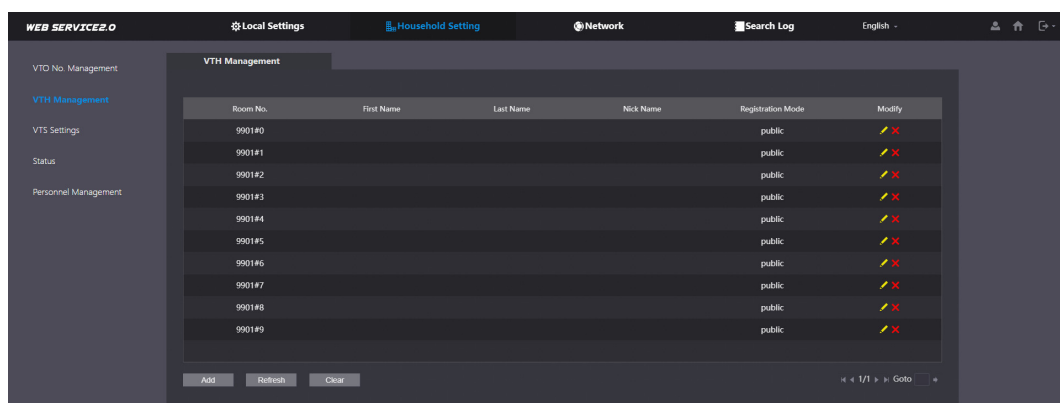 WEB SERVICE2.0 Local Settings Household Setting Network Search Log English
VTO No. Management
VTH Management
VTS Settings
Status
Personnel Management
VTH Management
Room No. First Name Last Name Nick Name Registration Mode Modify
9901#0 public
9901#1 public
9901#2 public
9901#3 public
9901#4 public
9901#5 public
9901#6 public
9901#7 public
9901#8 public
9901#9 public
Add Refresh Clear 1/1 Goto